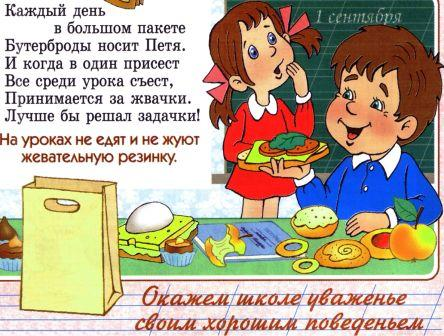 Каждый день
в большом пакете
Бутерброды носит Петя.
И когда в один присест
Все среди урока съест,
Принимается за жвачки.
Лучше бы решал задачки!
На уроках не едят и не жуют
жевательную резинку.
1 сентября
Окажем школе уваженье
своим хорошим поведеньем